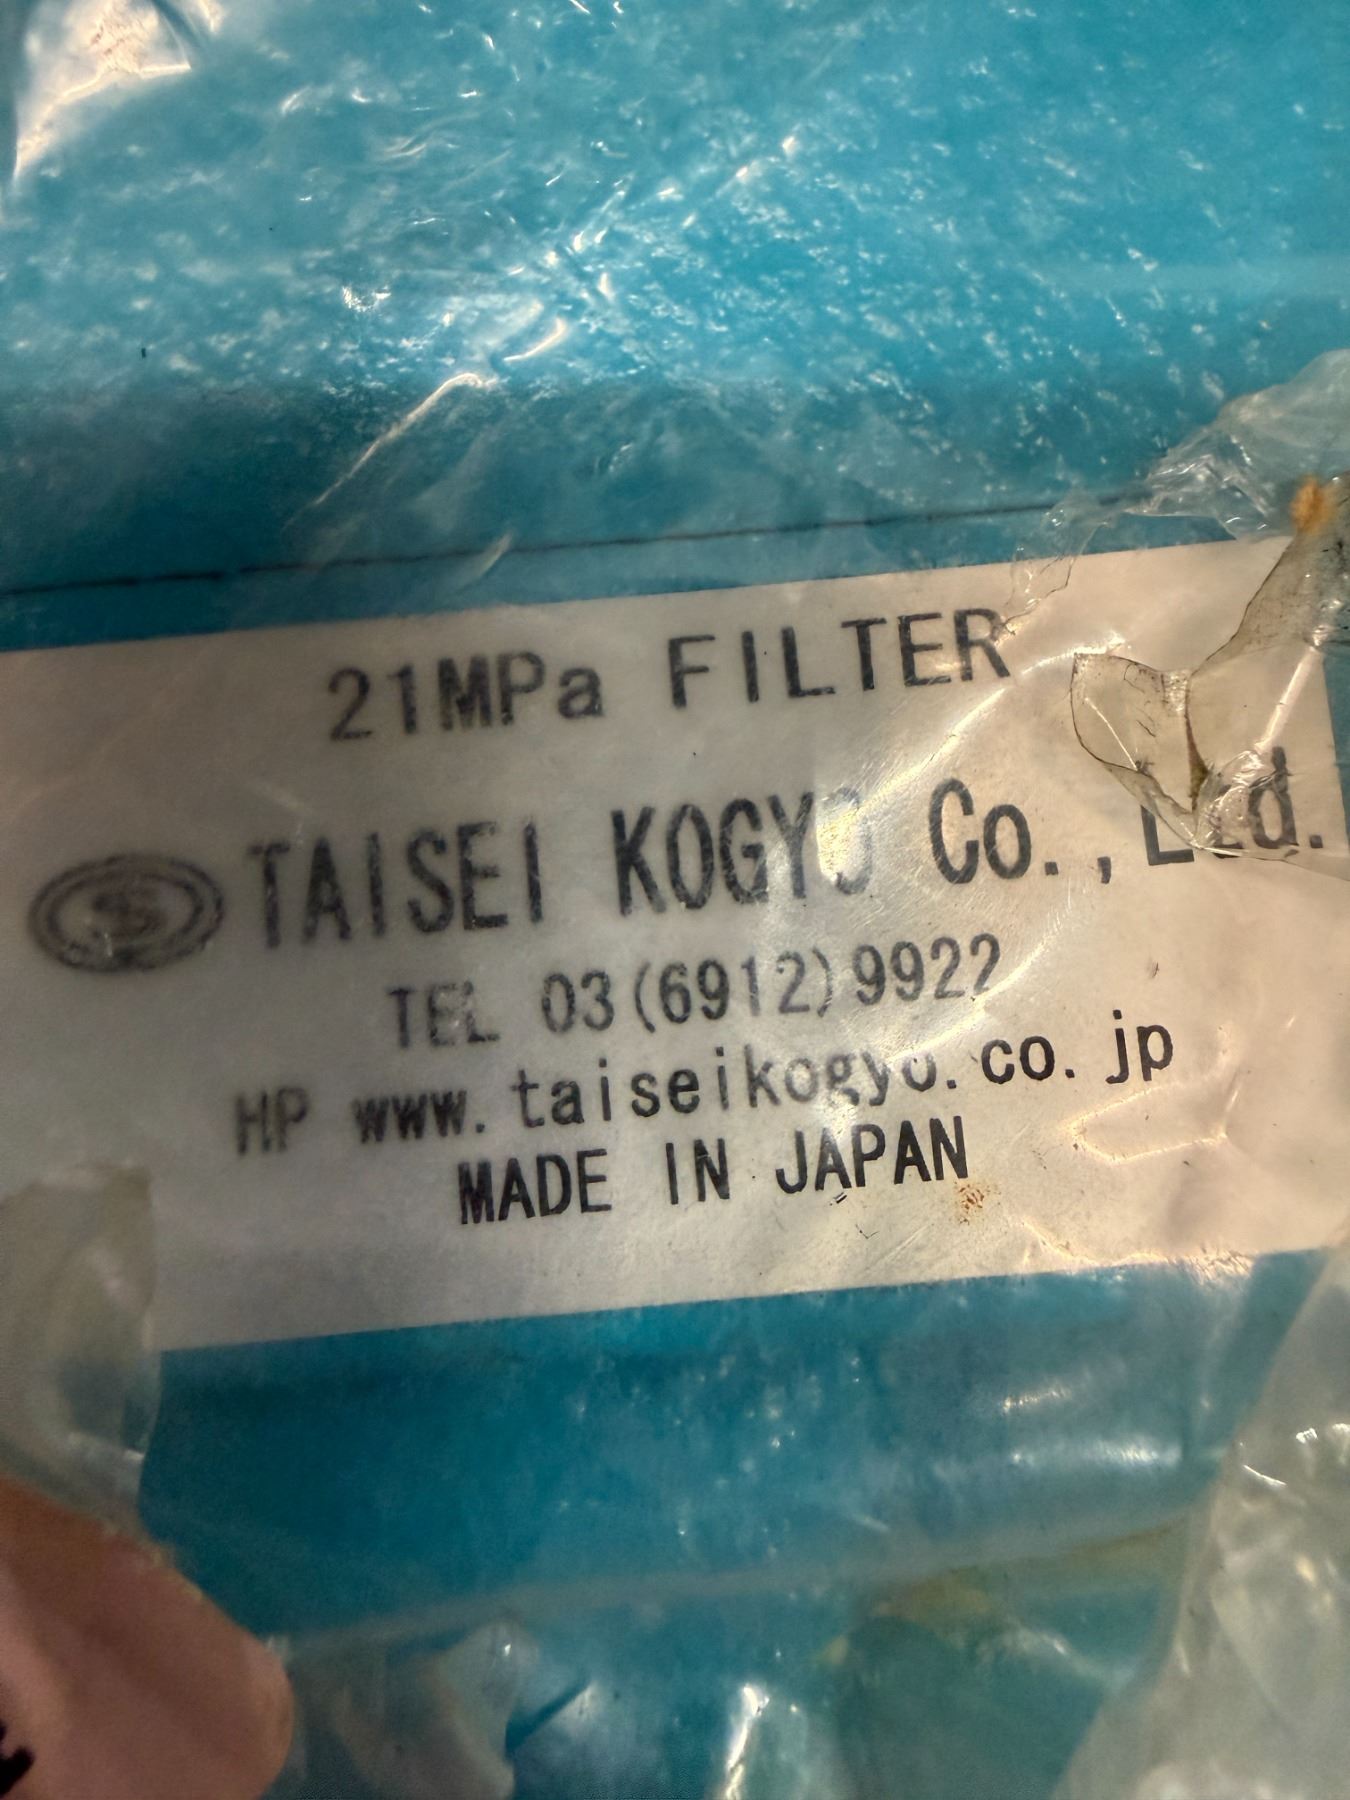 21MPa FILTER
TAISEI KOGYO Co., Ltd.
TEL 03(6912)9922
HP www.taiseikogyo.co.jp
MADE IN JAPAN